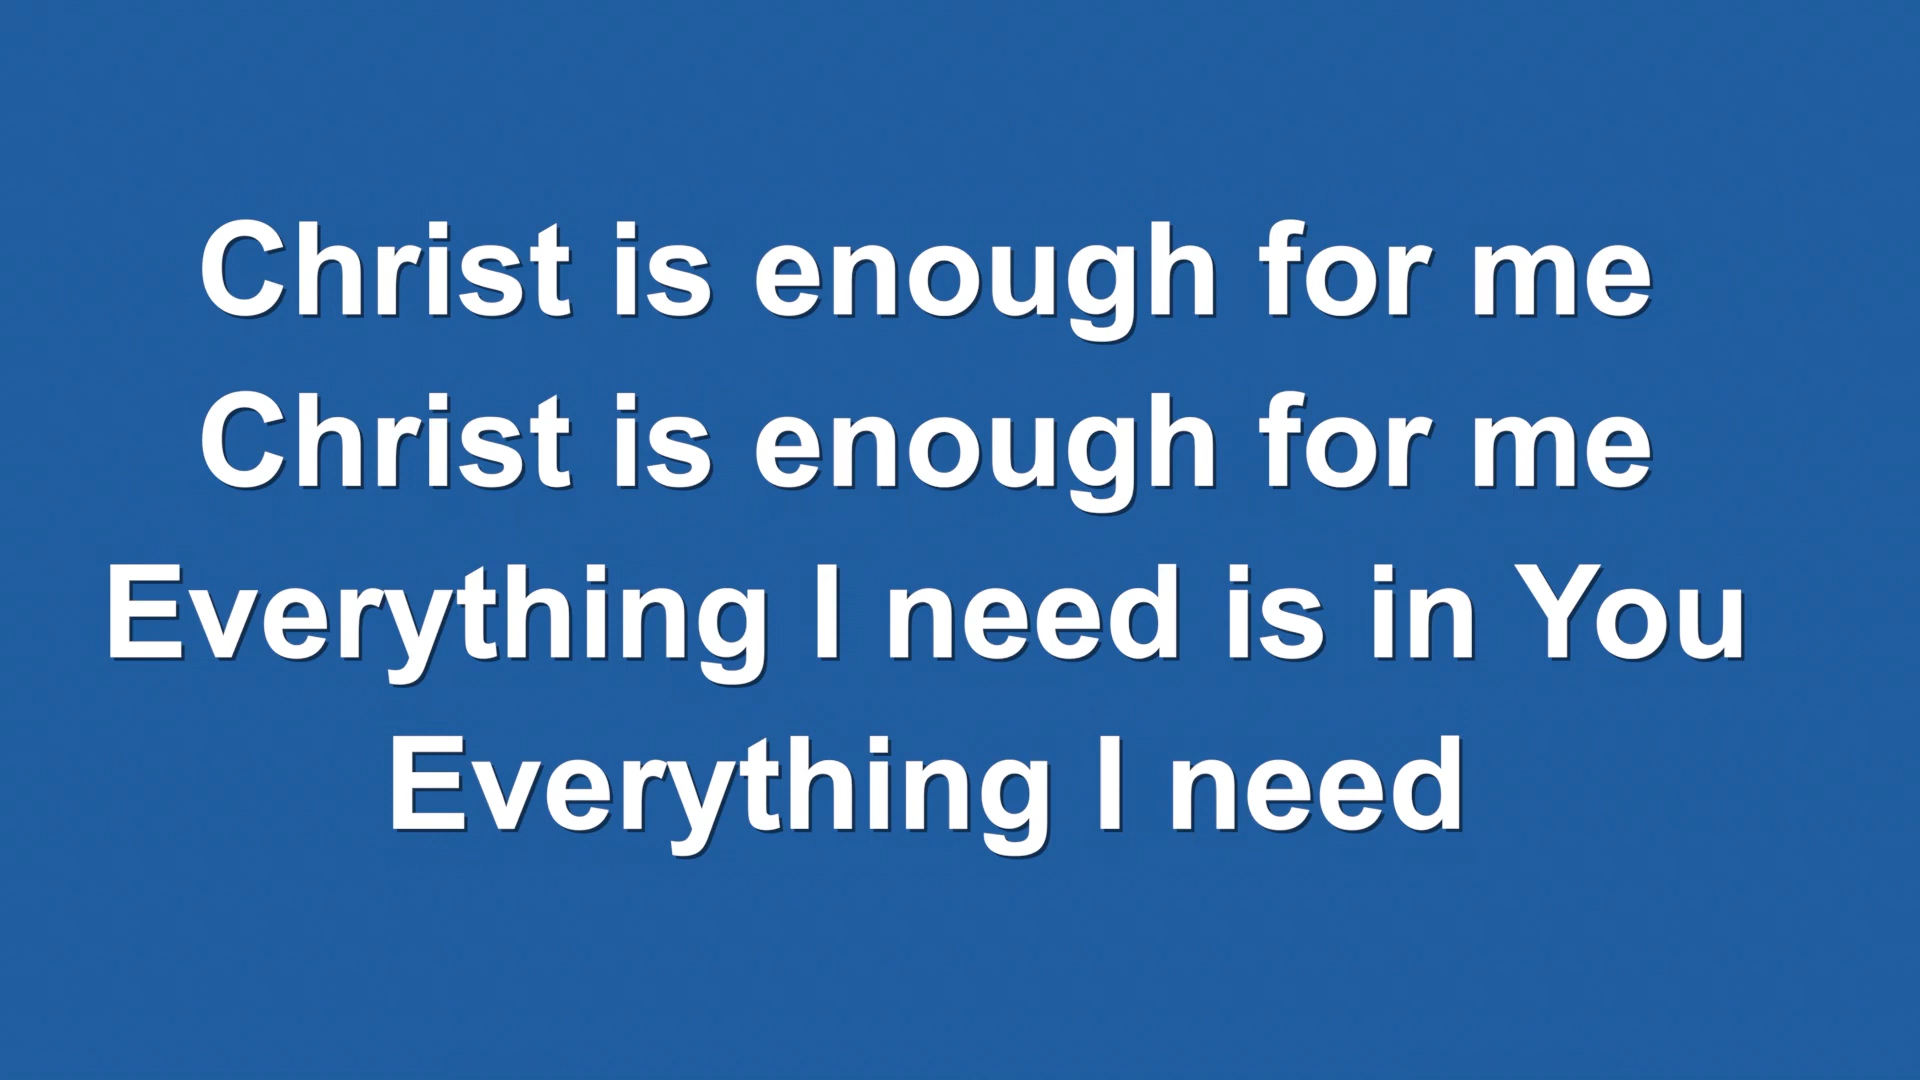 Christ is enough for me
Christ is enough for me
Everything I need is in You
Everything I need